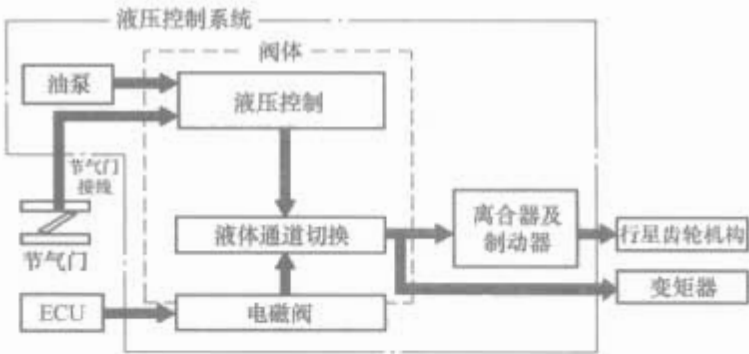 液压控制系统
阀体
油泵
液压控制
节气门
接线
节气门
液体通道切换
离合器及
制动器
行星齿轮机构
变矩器
ECU
电磁阀